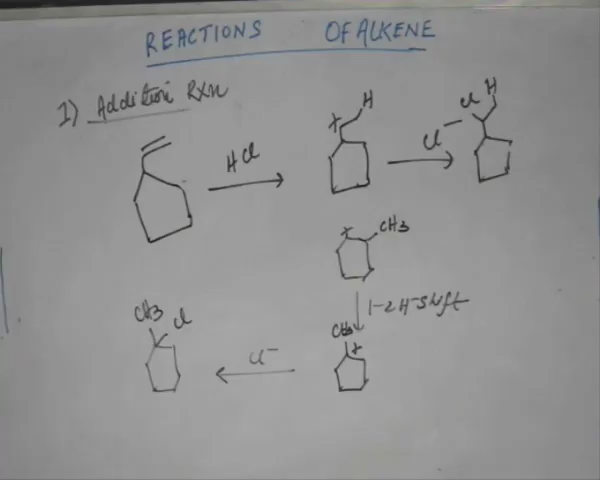 REACTIONS OF ALKENE
1) Addition Rxn
H
HCl
+
Cl
H
Cl –
+ CH3
1-2 H-shift
CH3
+
CH3
Cl
Cl–